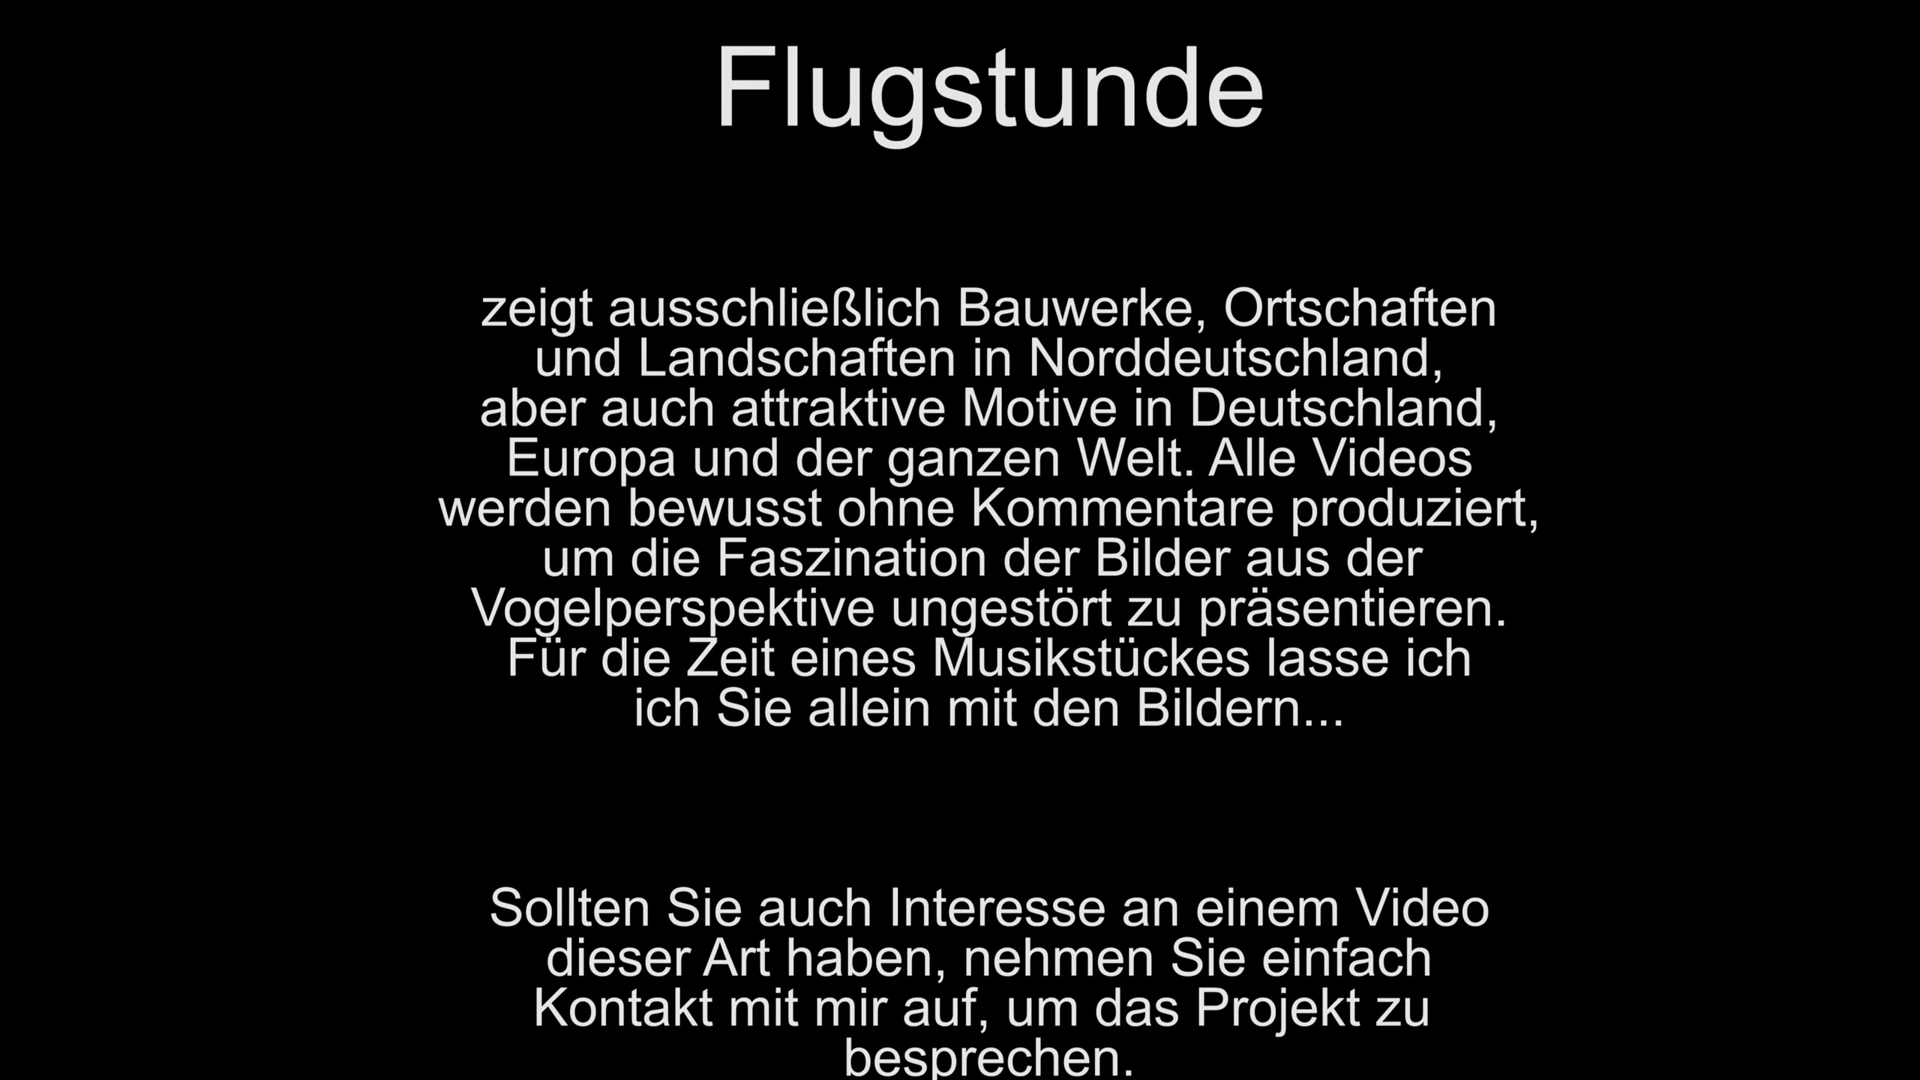 Flugstunde
zeigt ausschließlich Bauwerke, Ortschaften
und Landschaften in Norddeutschland,
aber auch attraktive Motive in Deutschland,
Europa und der ganzen Welt. Alle Videos
werden bewusst ohne Kommentare produziert,
um die Faszination der Bilder aus der
Vogelperspektive ungestört zu präsentieren.
Für die Zeit eines Musikstückes lasse ich
ich Sie allein mit den Bildern...
Sollten Sie auch Interesse an einem Video
dieser Art haben, nehmen Sie einfach
Kontakt mit mir auf, um das Projekt zu
besprechen.